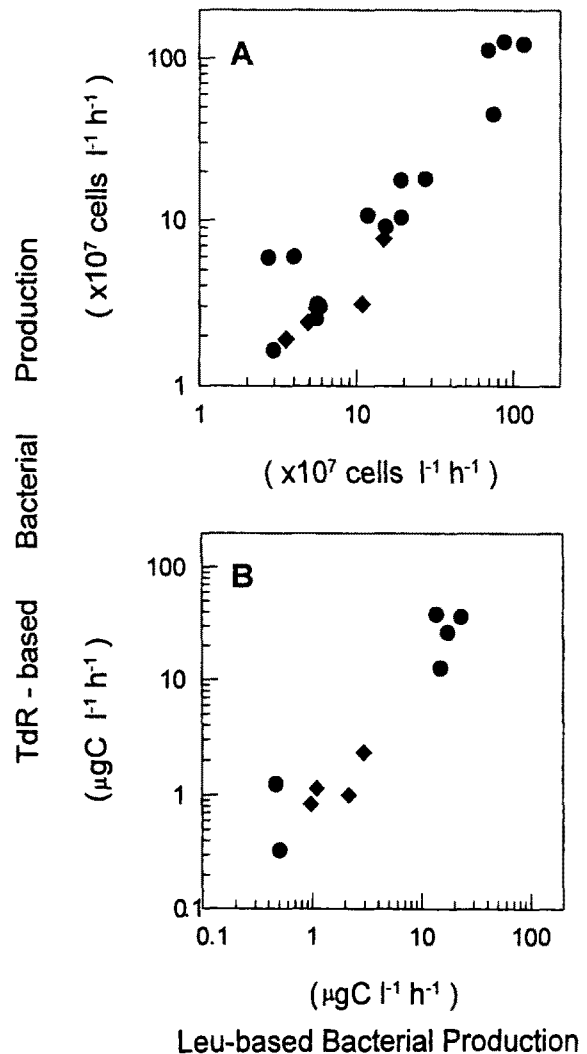 A
100
10
1
1 10 100
( x10⁷ cells l⁻¹ h⁻¹ )
( x10⁷ cells l⁻¹ h⁻¹ )
TdR - based Bacterial Production
B
100
10
1
0.1
0.1 1 10 100
( µgC l⁻¹ h⁻¹ )
( µgC l⁻¹ h⁻¹ )
Leu-based Bacterial Production